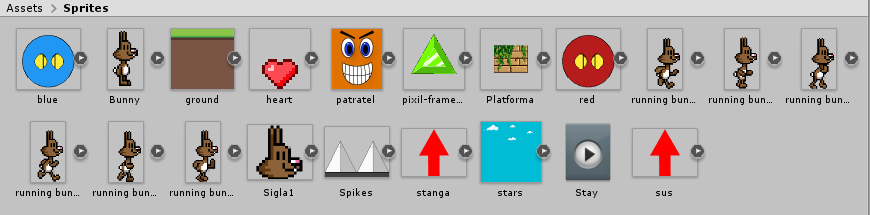 Assets > Sprites
blue Bunny ground heart patratel pixil-frame... Platforma red running bun... running bun... running bun...
running bun... running bun... running bun... Sigla1 Spikes stanga stars Stay sus